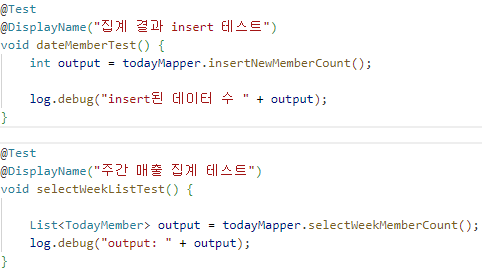 @Test
@DisplayName("집계 결과 insert 테스트")
void dateMemberTest() {
    int output = todayMapper.insertNewMemberCount();
    log.debug("insert된 데이터 수 " + output);
}
@Test
@DisplayName("주간 매출 집계 테스트")
void selectWeekListTest() {
    List<TodayMember> output = todayMapper.selectWeekMemberCount();
    log.debug("output: " + output);
}